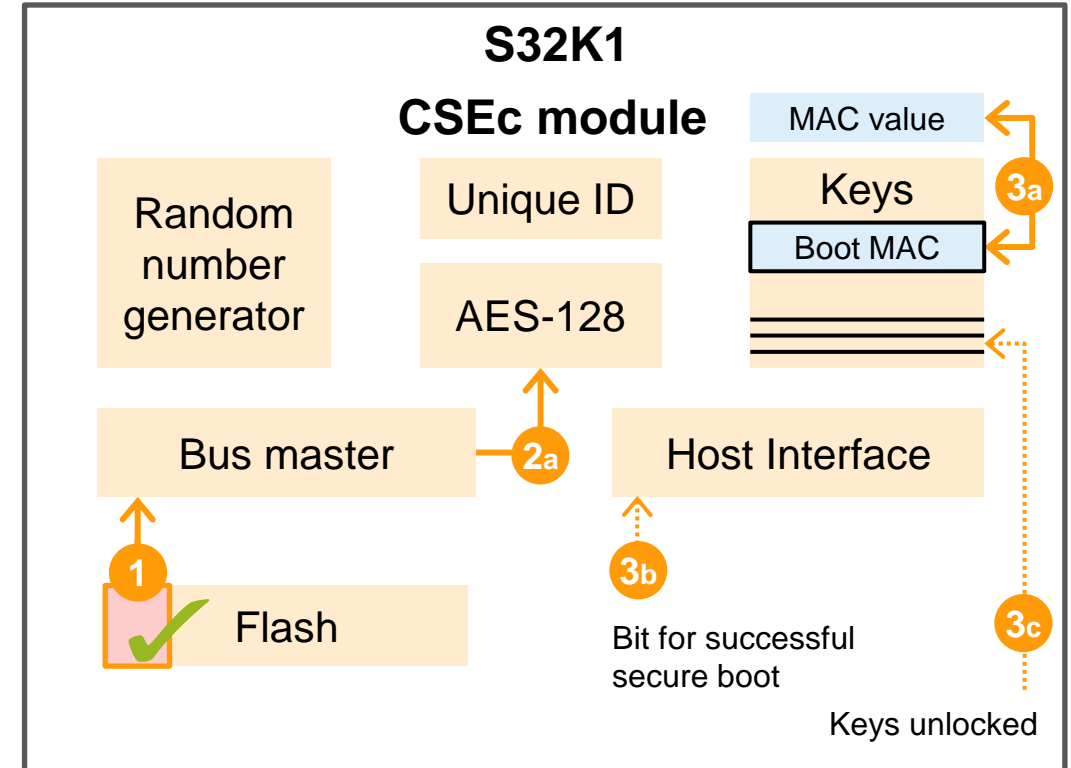 S32K1
CSEc module
MAC value
Random
number
generator
Unique ID
Keys
3a
Boot MAC
AES-128
Bus master
2a
Host Interface
1
3b
Flash
Bit for successful
secure boot
3c
Keys unlocked